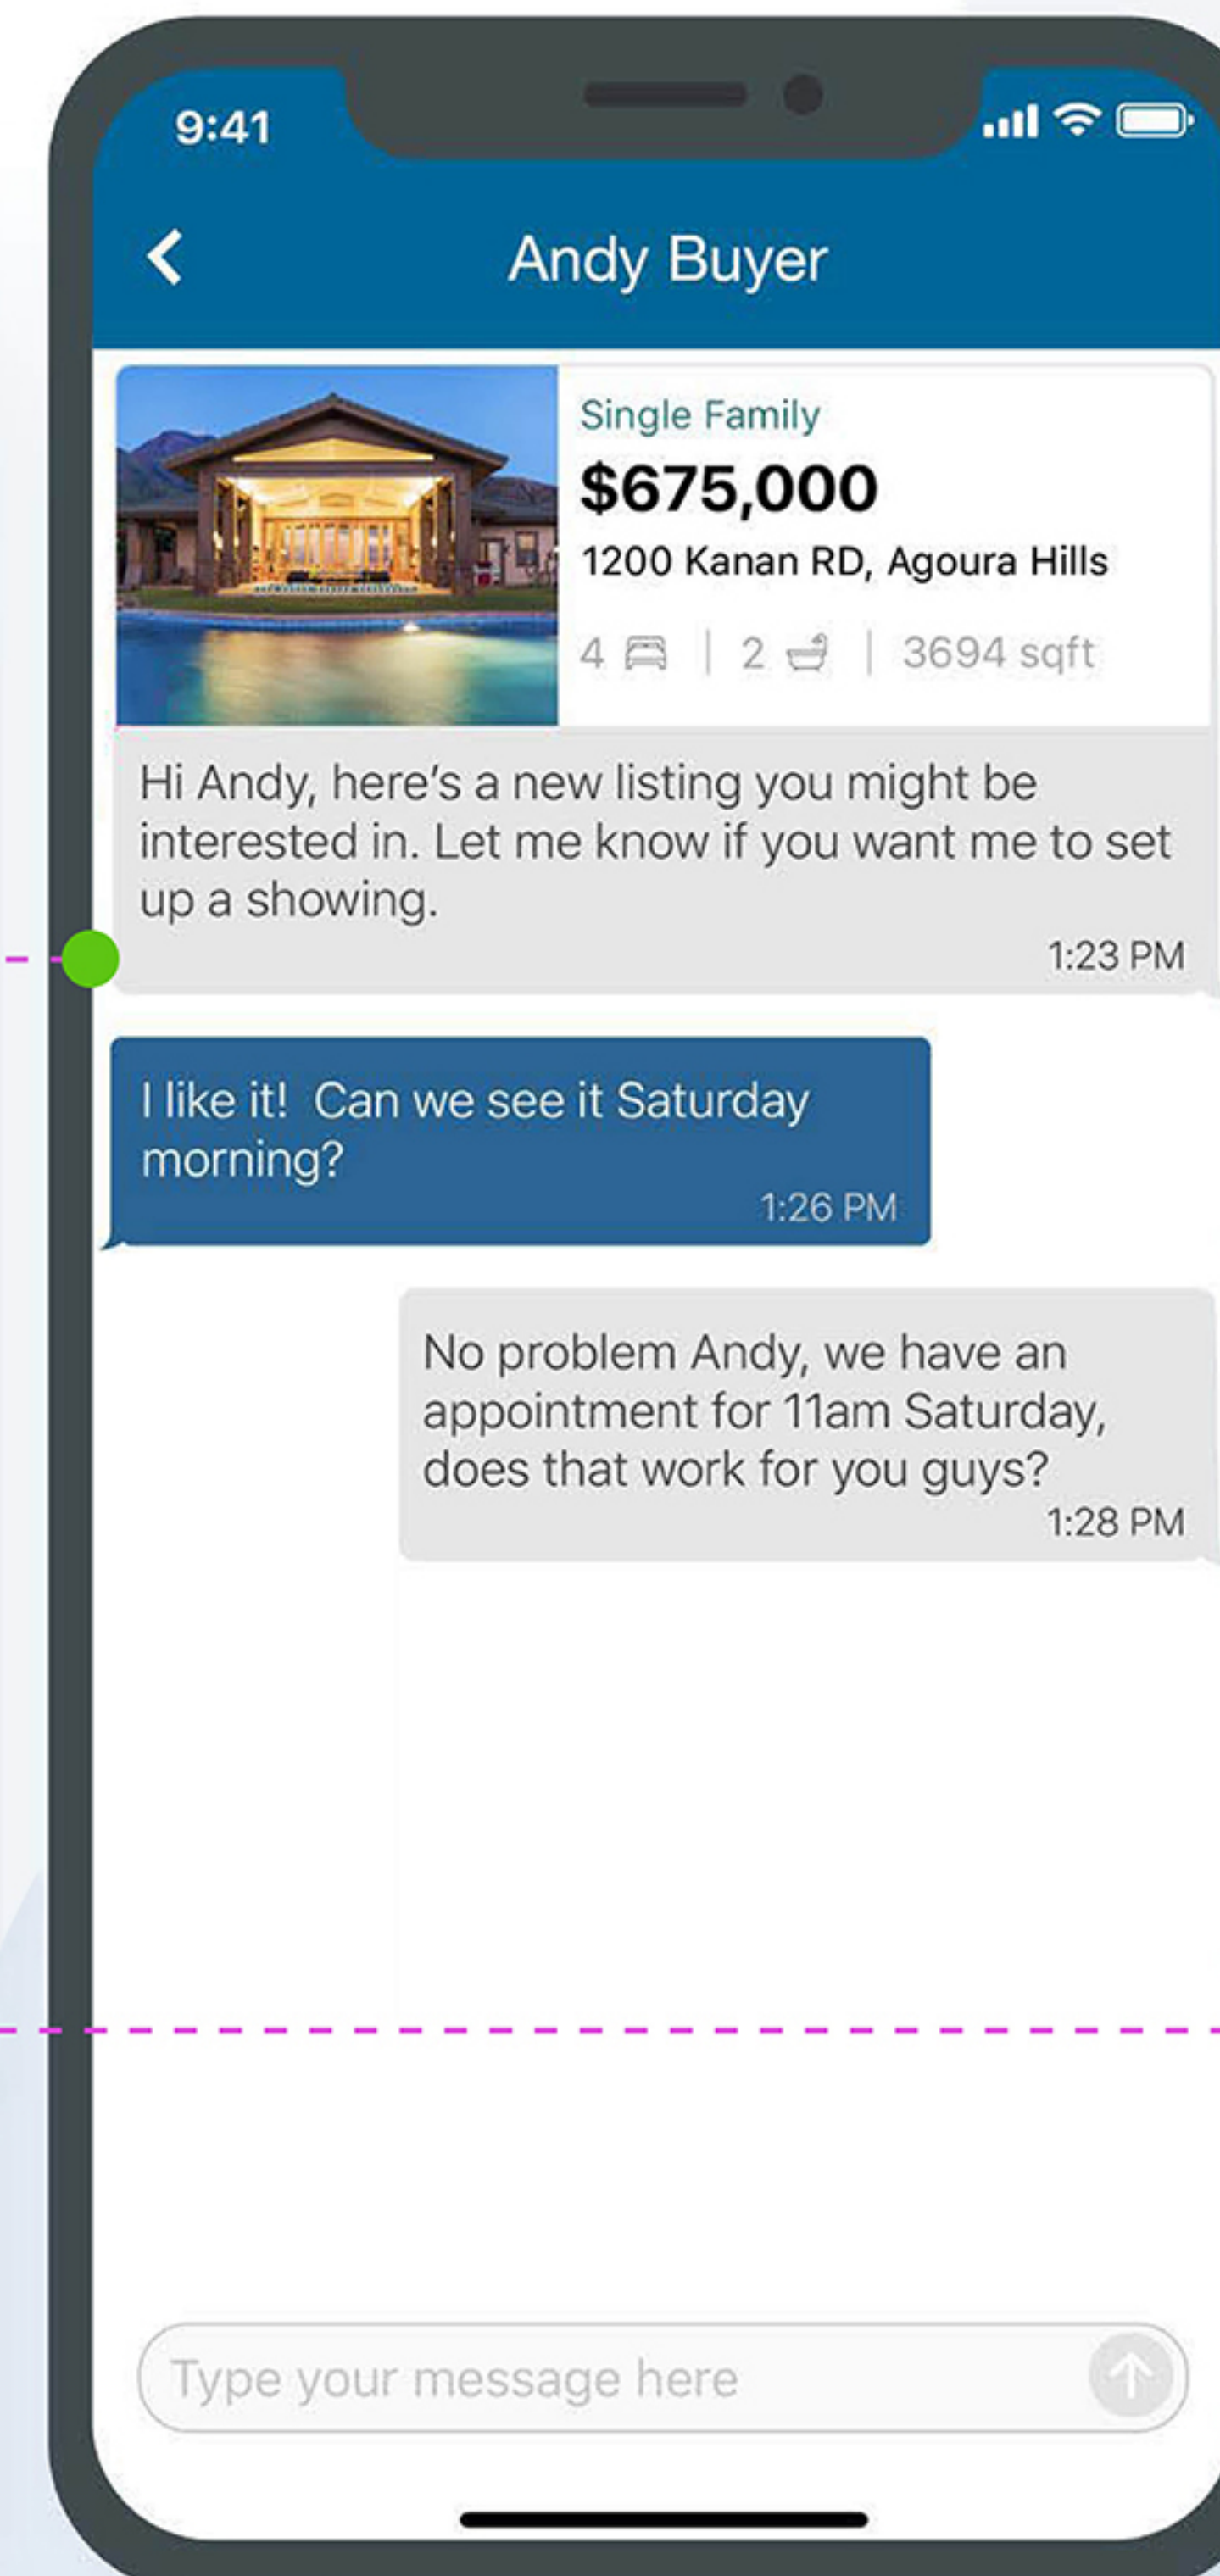 9:41
Andy Buyer
Single Family
$675,000
1200 Kanan RD, Agoura Hills
4 | 2 | 3694 sqft
Hi Andy, here’s a new listing you might be
interested in. Let me know if you want me to set
up a showing.
1:23 PM
I like it!  Can we see it Saturday
morning?
1:26 PM
No problem Andy, we have an
appointment for 11am Saturday,
does that work for you guys?
1:28 PM
Type your message here